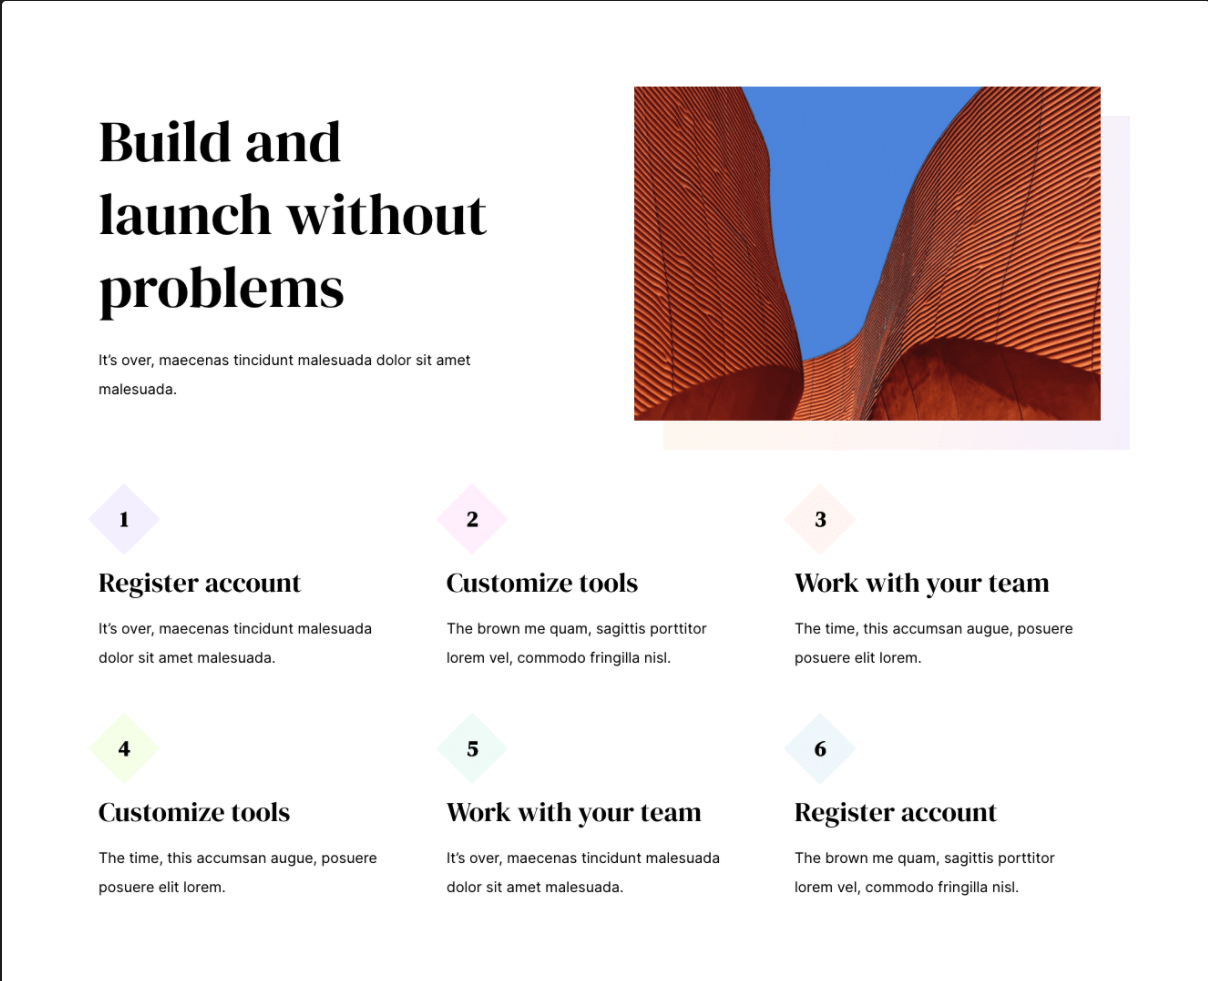 Build and
launch without
problems
It’s over, maecenas tincidunt malesuada dolor sit amet
malesuada.
1
Register account
It’s over, maecenas tincidunt malesuada
dolor sit amet malesuada.
2
Customize tools
The brown me quam, sagittis porttitor
lorem vel, commodo fringilla nisl.
3
Work with your team
The time, this accumsan augue, posuere
posuere elit lorem.
4
Customize tools
The time, this accumsan augue, posuere
posuere elit lorem.
5
Work with your team
It’s over, maecenas tincidunt malesuada
dolor sit amet malesuada.
6
Register account
The brown me quam, sagittis porttitor
lorem vel, commodo fringilla nisl.